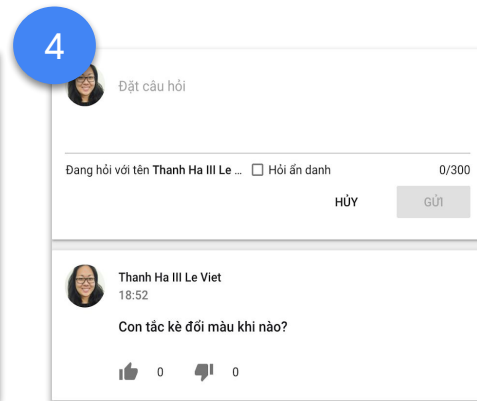 4
Đặt câu hỏi
Đang hỏi với tên Thanh Ha III Le ... Hỏi ẩn danh 0/300
HỦY GỬI
Thanh Ha III Le Viet
18:52
Con tắc kè đổi màu khi nào?
0 0